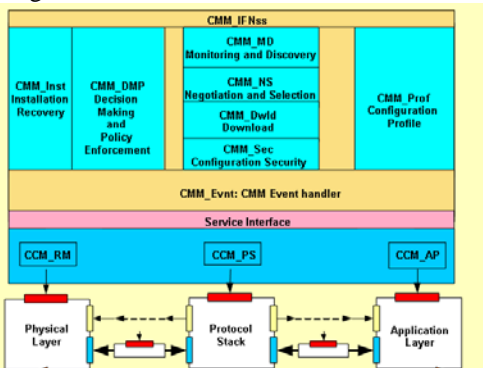 CMM_IFNss
CMM_MD
Monitoring and Discovery
CMM_Inst
Installation
Recovery
CMM_DMP
Decision
Making
and
Policy
Enforcement
CMM_NS
Negotiation and Selection
CMM_Dwld
Download
CMM_Sec
Configuration Security
CMM_Prof
Configuration
Profile
CMM_Evnt: CMM Event handler
Service Interface
CCM_RM
CCM_PS
CCM_AP
Physical
Layer
Protocol
Stack
Application
Layer